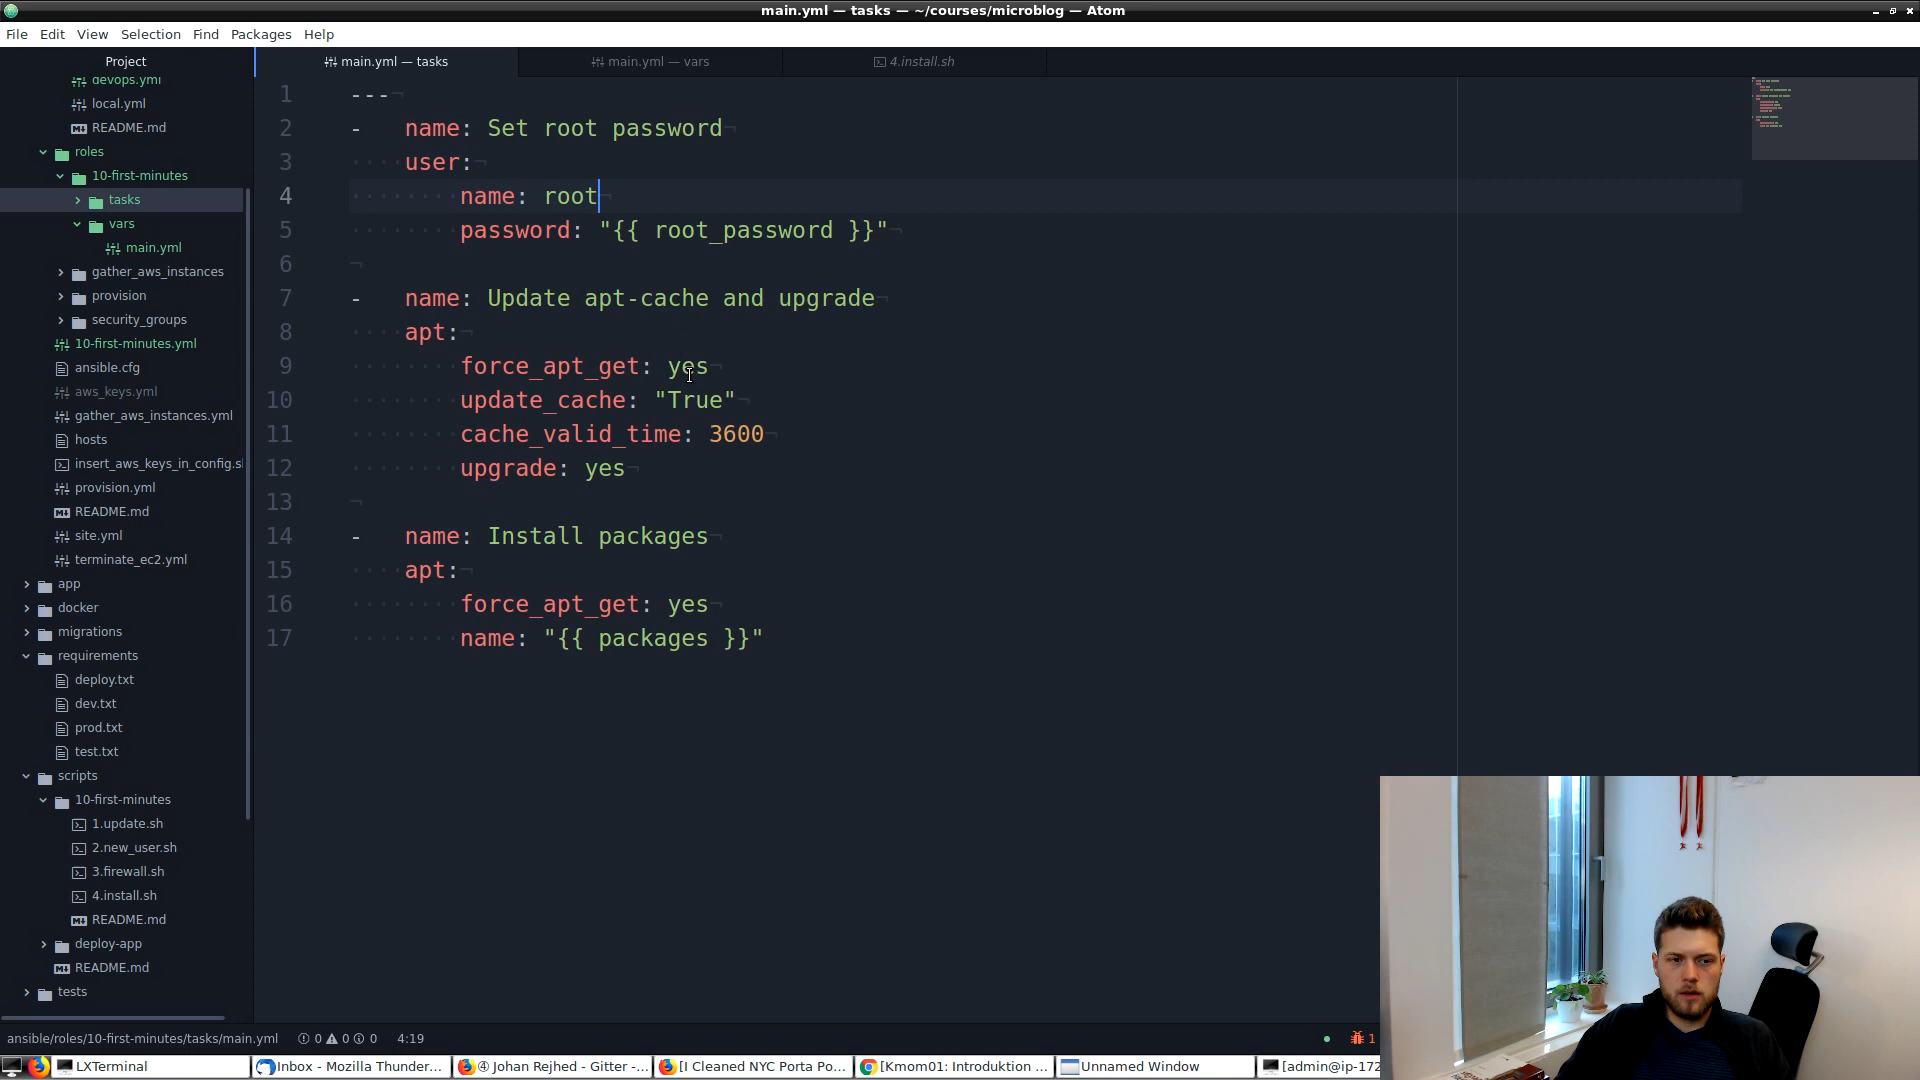 main.yml — tasks — ~/courses/microblog — Atom
File Edit View Selection Find Packages Help
Project
main.yml — tasks
main.yml — vars
4.install.sh
devops.yml
local.yml
README.md
roles
10-first-minutes
tasks
vars
main.yml
gather_aws_instances
provision
security_groups
10-first-minutes.yml
ansible.cfg
aws_keys.yml
gather_aws_instances.yml
hosts
insert_aws_keys_in_config.s
provision.yml
README.md
site.yml
terminate_ec2.yml
app
docker
migrations
requirements
deploy.txt
dev.txt
prod.txt
test.txt
scripts
10-first-minutes
1.update.sh
2.new_user.sh
3.firewall.sh
4.install.sh
README.md
deploy-app
README.md
tests
1 ---
2 - name: Set root password
3 user:
4 name: root
5 password: "{{ root_password }}"
6
7 - name: Update apt-cache and upgrade
8 apt:
9 force_apt_get: yes
10 update_cache: "True"
11 cache_valid_time: 3600
12 upgrade: yes
13
14 - name: Install packages
15 apt:
16 force_apt_get: yes
17 name: "{{ packages }}"
ansible/roles/10-first-minutes/tasks/main.yml 0 0 0 4:19 1
LXTerminal
Inbox - Mozilla Thunder...
④ Johan Rejhed - Gitter -...
[I Cleaned NYC Porta Po...
[Kmom01: Introduktion ...
Unnamed Window
[admin@ip-172